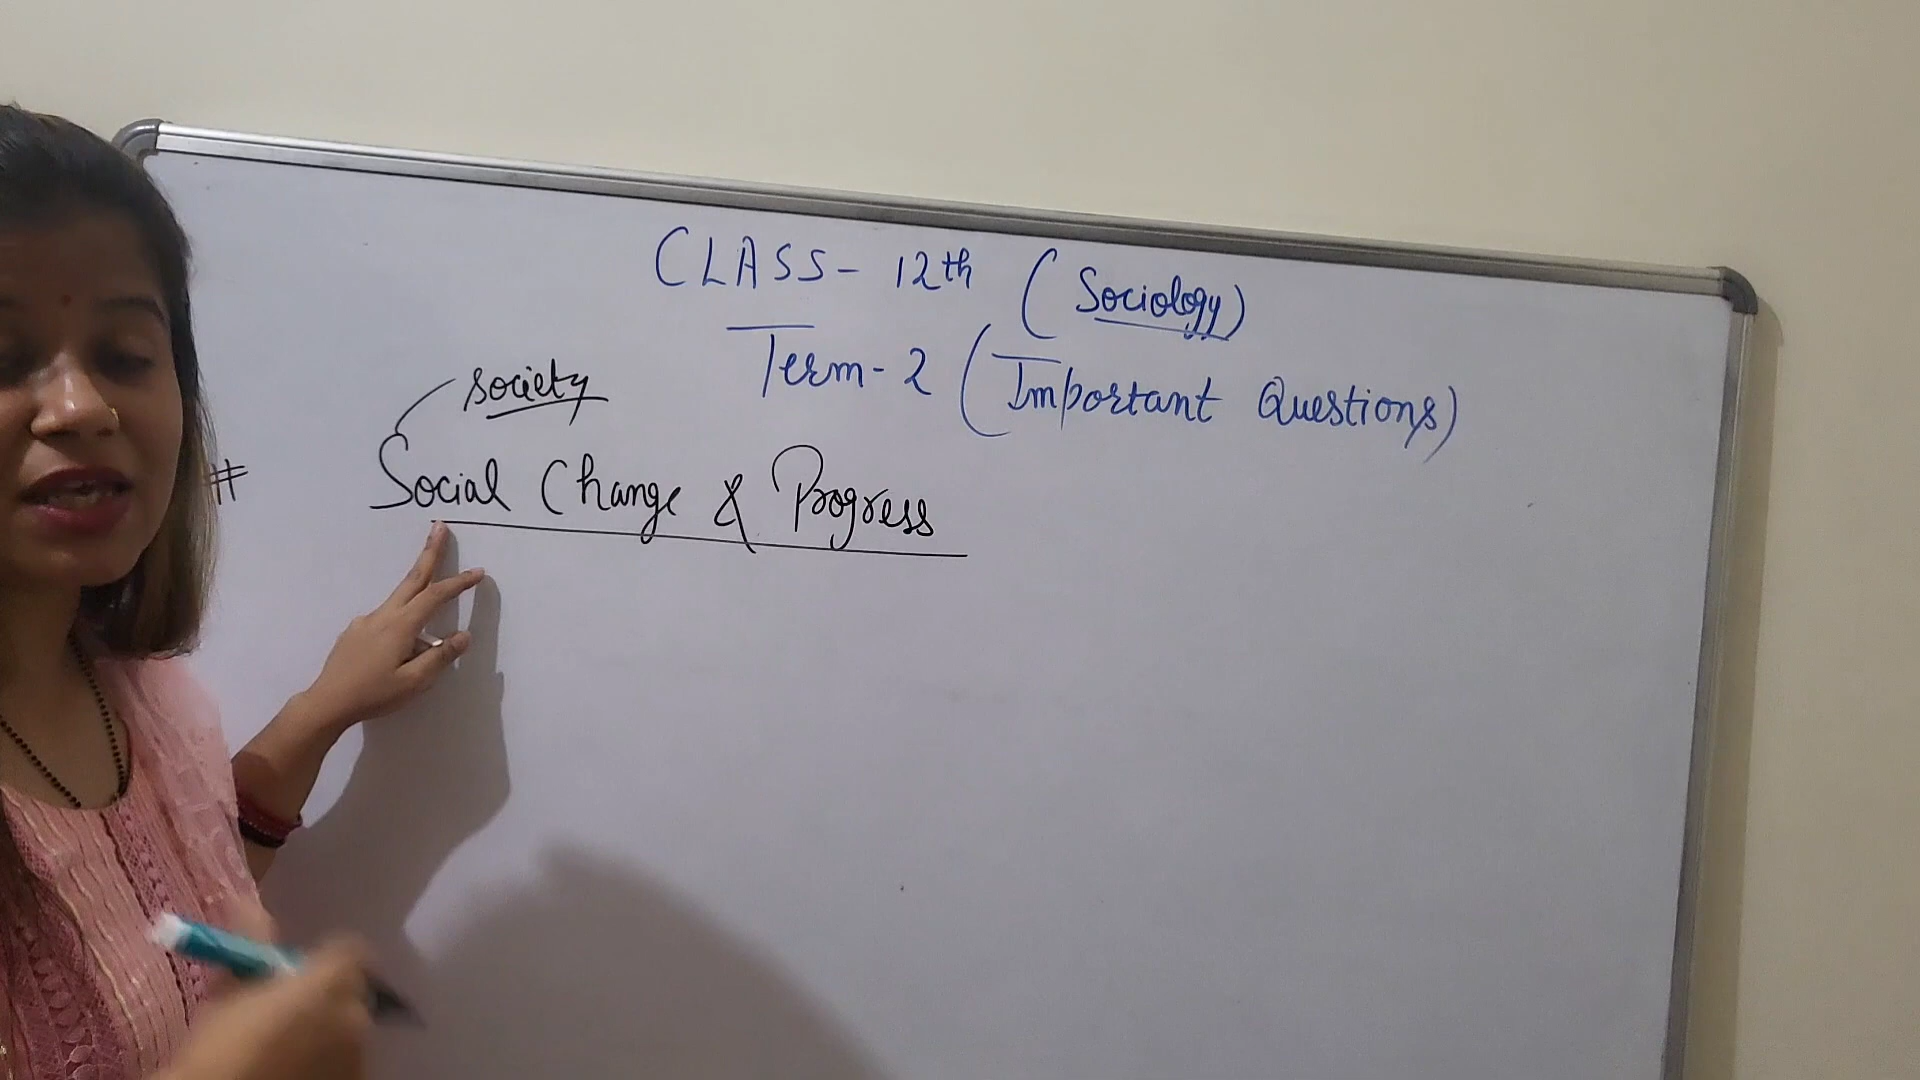 CLASS - 12th (Sociology)
Term - 2 (Important Questions)
society
# Social Change & Progress